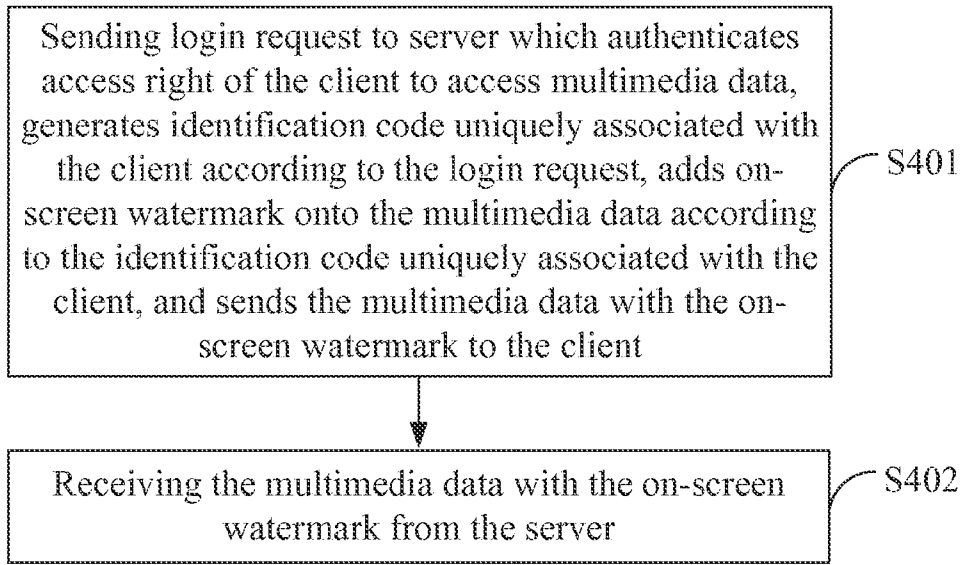 Sending login request to server which authenticates
access right of the client to access multimedia data,
generates identification code uniquely associated with
the client according to the login request, adds on-
screen watermark onto the multimedia data according
to the identification code uniquely associated with the
client, and sends the multimedia data with the on-
screen watermark to the client
S401
Receiving the multimedia data with the on-screen
watermark from the server
S402